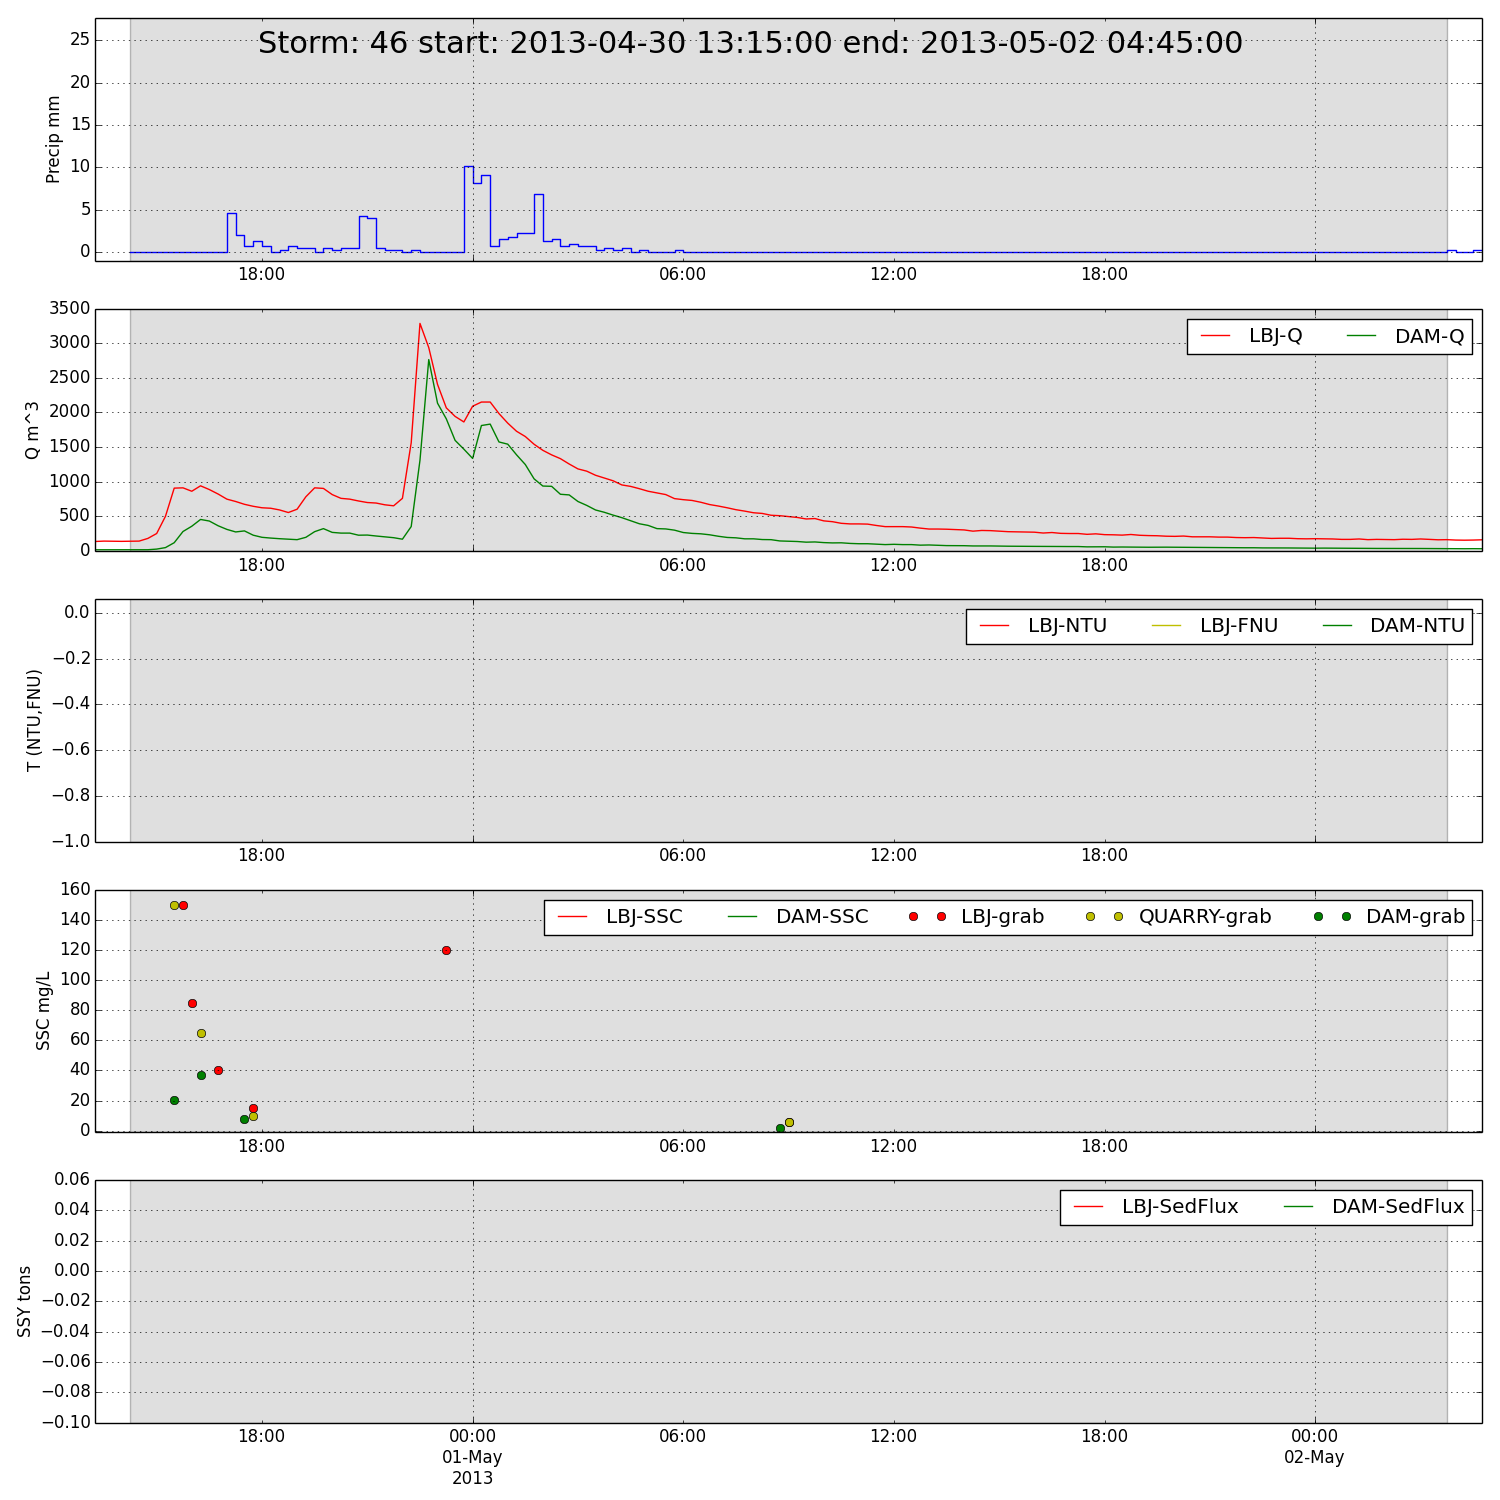 Storm: 46 start: 2013-04-30 13:15:00 end: 2013-05-02 04:45:00
25
20
15
10
5
0
Precip mm
18:00 06:00 12:00 18:00
3500
3000
2500
2000
1500
1000
500
0
Q m^3
LBJ-Q DAM-Q
18:00 06:00 12:00 18:00
0.0
−0.2
−0.4
−0.6
−0.8
−1.0
T (NTU,FNU)
LBJ-NTU LBJ-FNU DAM-NTU
18:00 06:00 12:00 18:00
160
140
120
100
80
60
40
20
0
SSC mg/L
LBJ-SSC DAM-SSC LBJ-grab QUARRY-grab DAM-grab
18:00 06:00 12:00 18:00
0.06
0.04
0.02
0.00
−0.02
−0.04
−0.06
−0.08
−0.10
SSY tons
LBJ-SedFlux DAM-SedFlux
18:00 00:00 06:00 12:00 18:00 00:00
01-May 02-May
2013